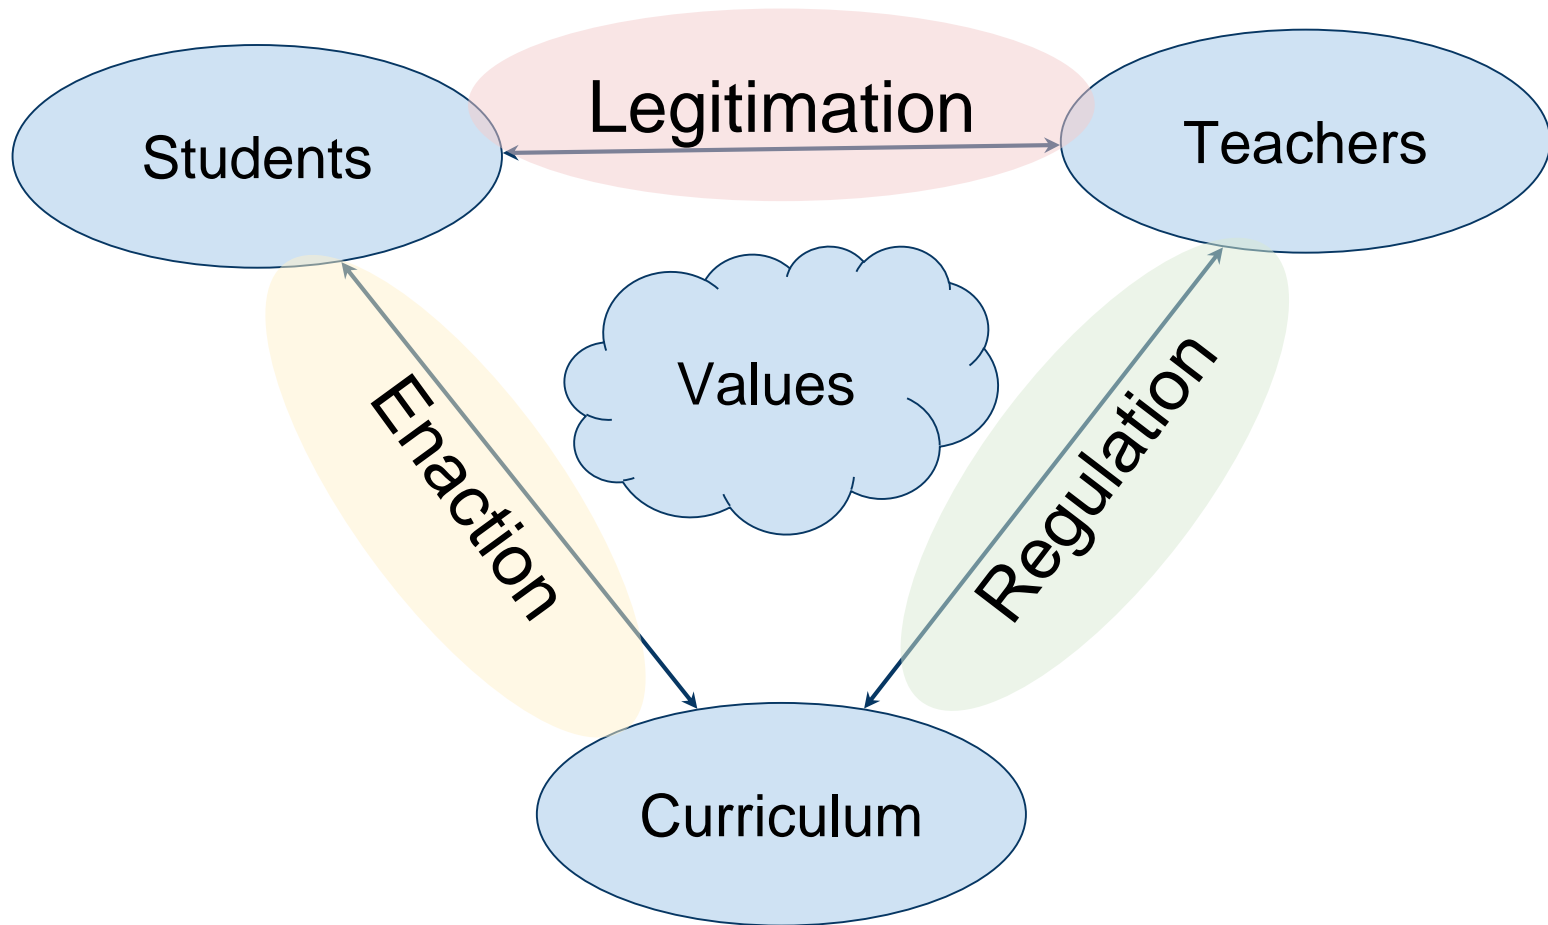 Legitimation
Students
Teachers
Values
Enaction
Regulation
Curriculum